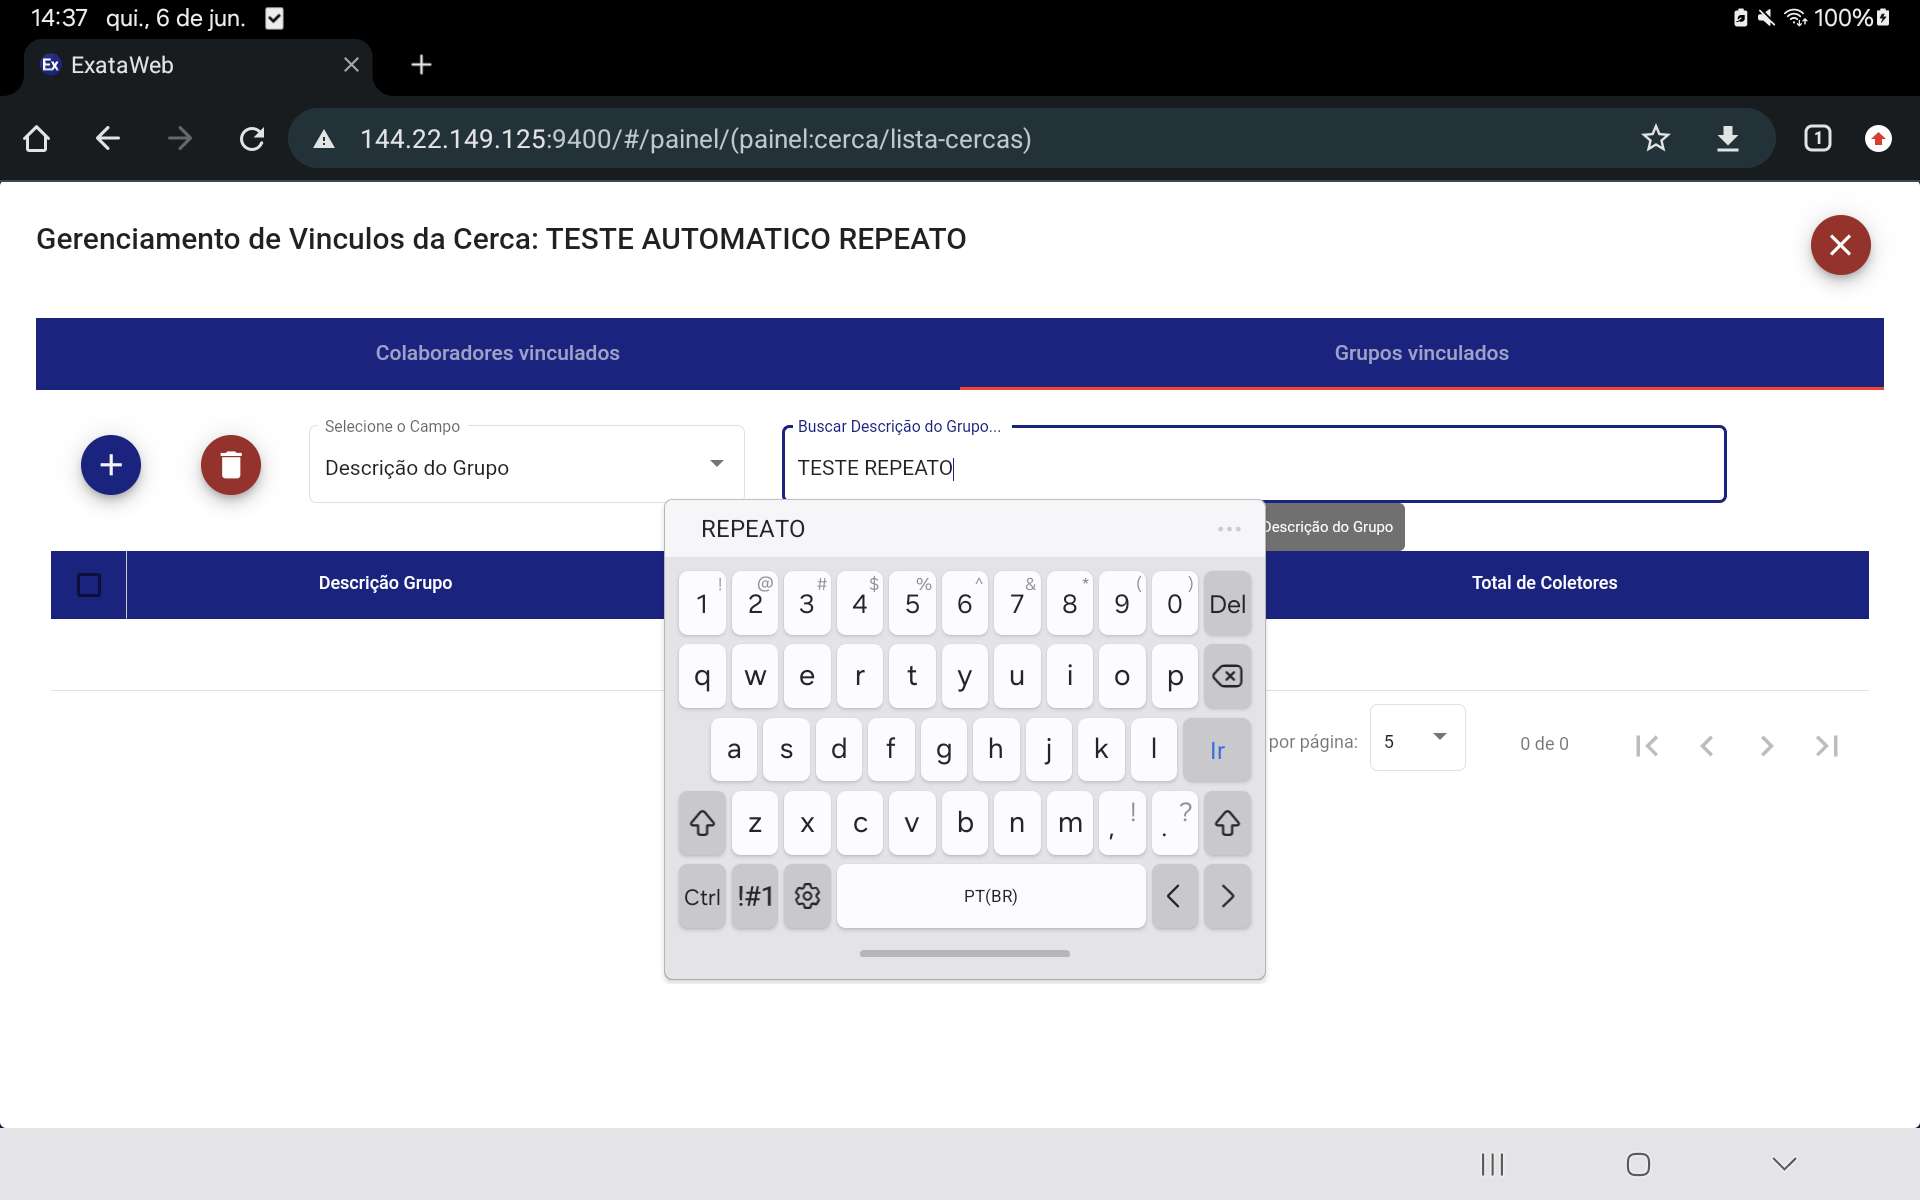 14:37 qui., 6 de jun. 100%
Ex ExataWeb
144.22.149.125:9400/#/painel/(painel:cerca/lista-cercas) 1
Gerenciamento de Vinculos da Cerca: TESTE AUTOMATICO REPEATO
Colaboradores vinculados Grupos vinculados
Selecione o Campo Buscar Descrição do Grupo...
Descrição do Grupo TESTE REPEATO
REPEATO ... Descrição do Grupo
Descrição Grupo Total de Coletores
! @ # $ % ^ & * ( )
1 2 3 4 5 6 7 8 9 0 Del
q w e r t y u i o p
a s d f g h j k l Ir
por página: 5 0 de 0
z x c v b n m , ! . ?
Ctrl !#1 PT(BR) < >